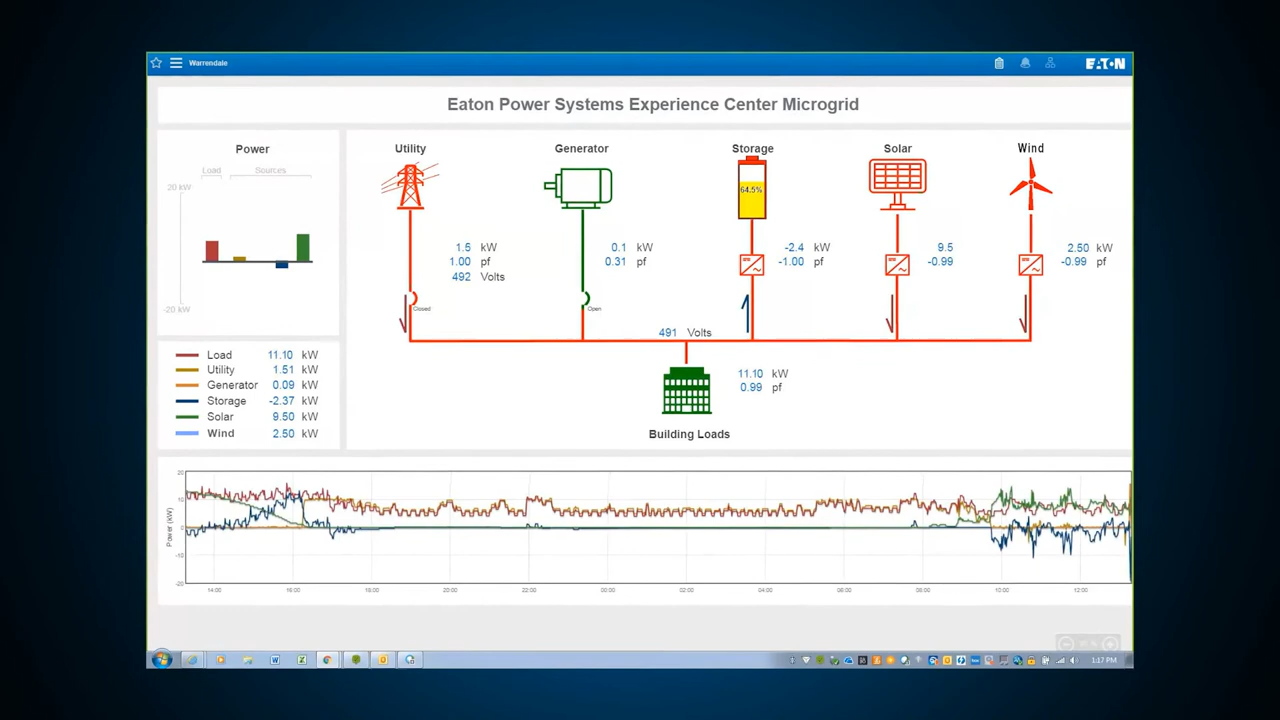 Warrendale
EATON
Eaton Power Systems Experience Center Microgrid
Power
Load Sources
20 kW
-20 kW
Utility Generator Storage Solar Wind
64.5%
1.5 kW 0.1 kW -2.4 kW 9.5 2.50 kW
1.00 pf 0.31 pf -1.00 pf -0.99 -0.99 pf
492 Volts
Closed Open
491 Volts
11.10 kW
0.99 pf
Building Loads
Load 11.10 kW
Utility 1.51 kW
Generator 0.09 kW
Storage -2.37 kW
Solar 9.50 kW
Wind 2.50 kW
Power (kW)
20
10
0
-10
-20
14:00 16:00 18:00 20:00 22:00 00:00 02:00 04:00 06:00 08:00 10:00 12:00
1:17 PM